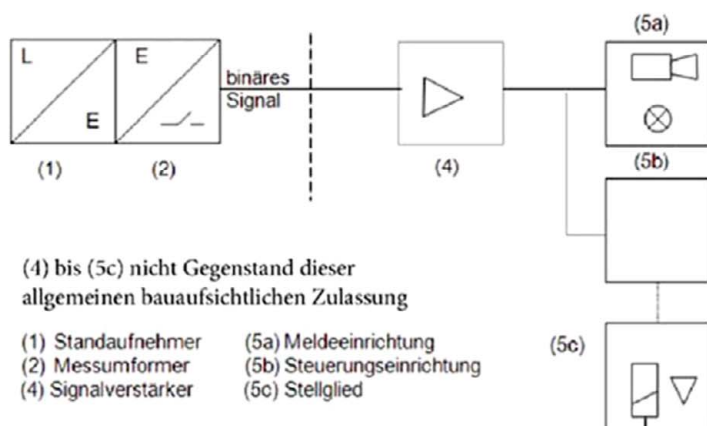 (5a)
L
E
E
binäres
Signal
(1)
(2)
(4)
(5b)
(4) bis (5c) nicht Gegenstand dieser
allgemeinen bauaufsichtlichen Zulassung
(5c)
(1) Standaufnehmer
(2) Messumformer
(4) Signalverstärker
(5a) Meldeeinrichtung
(5b) Steuerungseinrichtung
(5c) Stellglied